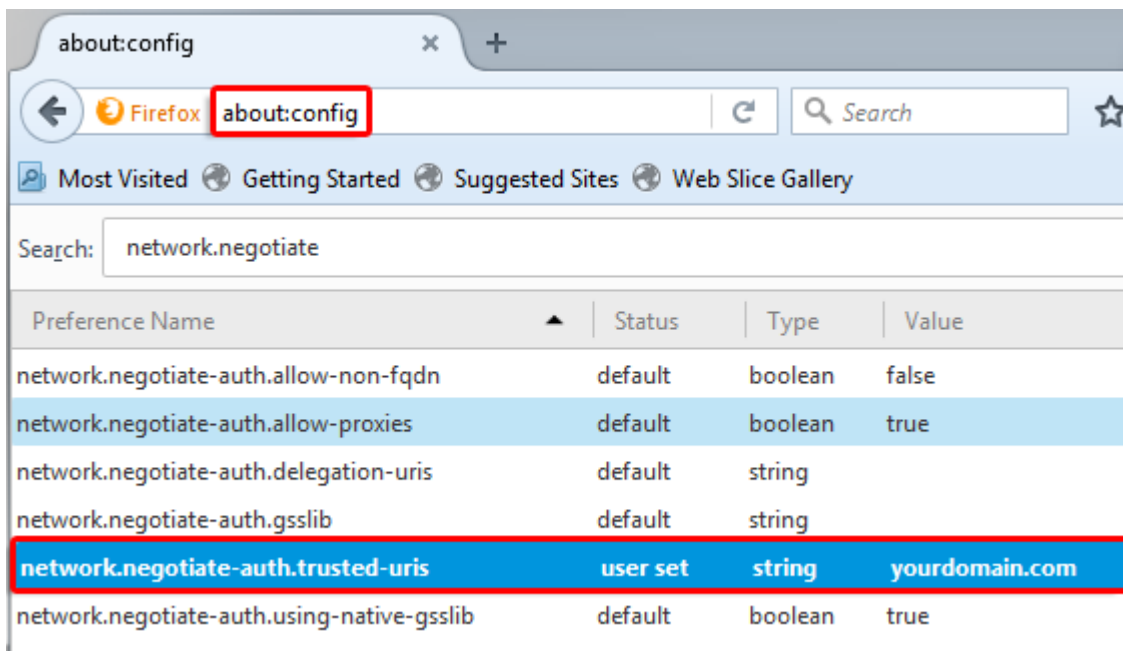 about:config
Firefox about:config Search
Most Visited Getting Started Suggested Sites Web Slice Gallery
Search: network.negotiate
Preference Name Status Type Value
network.negotiate-auth.allow-non-fqdn default boolean false
network.negotiate-auth.allow-proxies default boolean true
network.negotiate-auth.delegation-uris default string
network.negotiate-auth.gsslib default string
network.negotiate-auth.trusted-uris user set string yourdomain.com
network.negotiate-auth.using-native-gsslib default boolean true